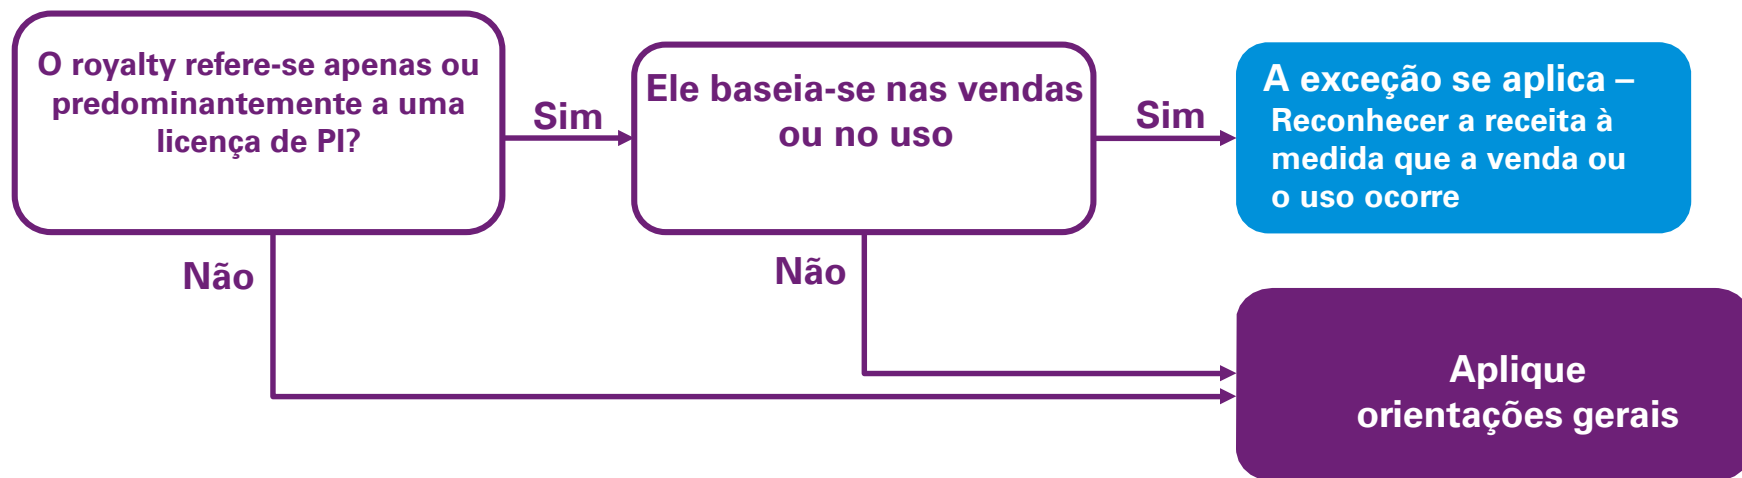 O royalty refere-se apenas ou
predominantemente a uma
licença de PI?
Sim
Ele baseia-se nas vendas
ou no uso
Sim
A exceção se aplica –
Reconhecer a receita à
medida que a venda ou
o uso ocorre
Não
Não
Aplique
orientações gerais